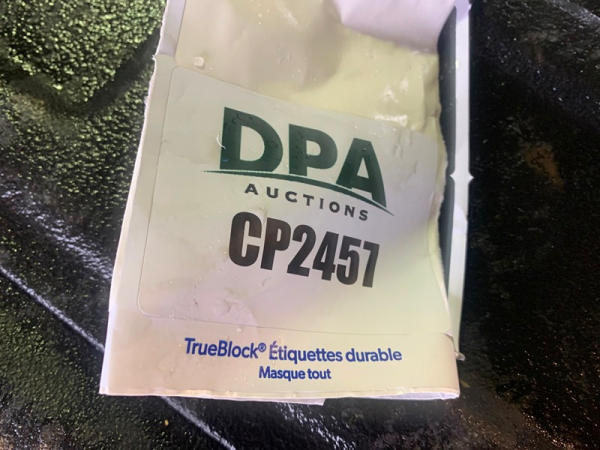 DPA
AUCTIONS
CP2457
TrueBlock® Étiquettes durable
Masque tout